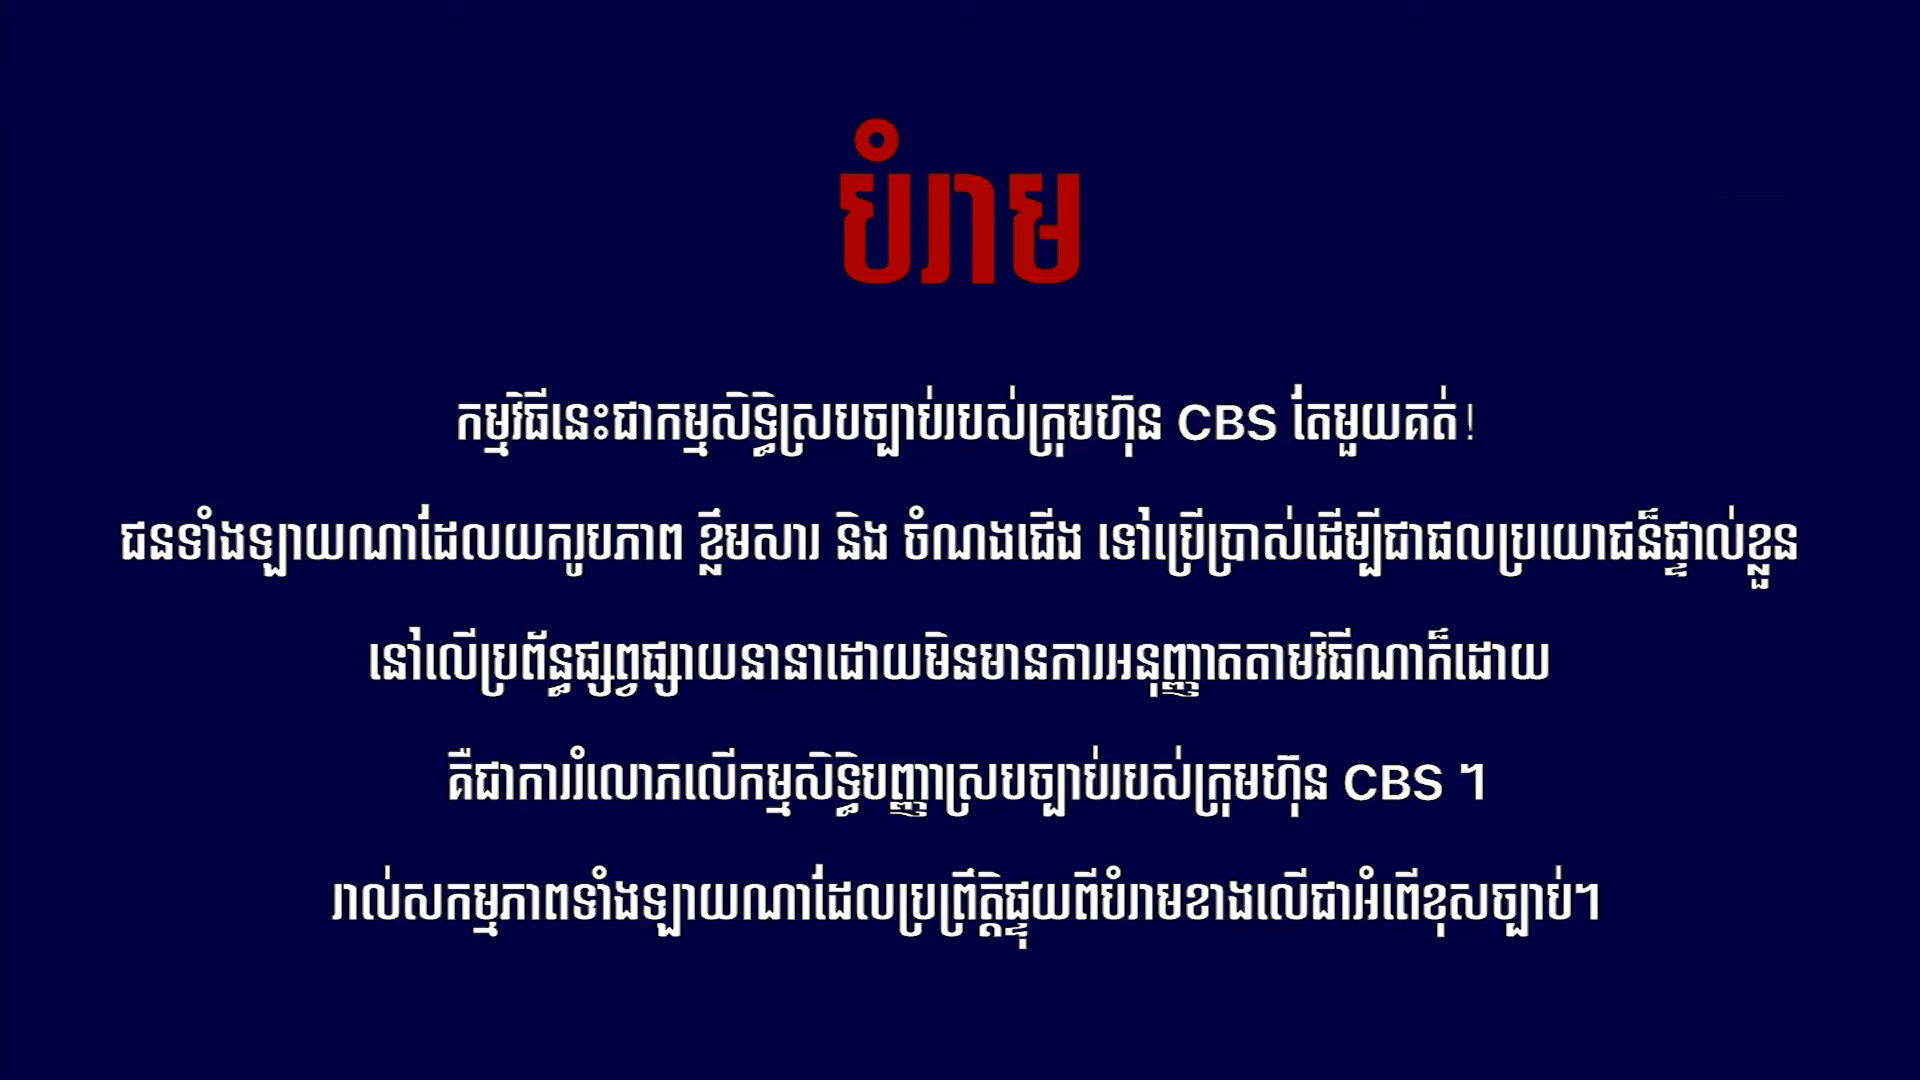 បំរាម
កម្មវិធីនេះជាកម្មសិទ្ធិស្របច្បាប់របស់ក្រុមហ៊ុន CBS តែមួយគត់!
ជនទាំងឡាយណាដែលយករូបភាព ខ្លឹមសារ និង ចំណងជើង ទៅប្រើប្រាស់ដើម្បីជាផលប្រយោជន៍ផ្ទាល់ខ្លួន
នៅលើប្រព័ន្ធផ្សព្វផ្សាយនានាដោយមិនមានការអនុញ្ញាតតាមវិធីណាក៏ដោយ
គឺជាការរំលោភលើកម្មសិទ្ធិបញ្ញាស្របច្បាប់របស់ក្រុមហ៊ុន CBS ។
រាល់សកម្មភាពទាំងឡាយណាដែលប្រព្រឹត្តិផ្ទុយពីបំរាមខាងលើជាអំពើខុសច្បាប់។